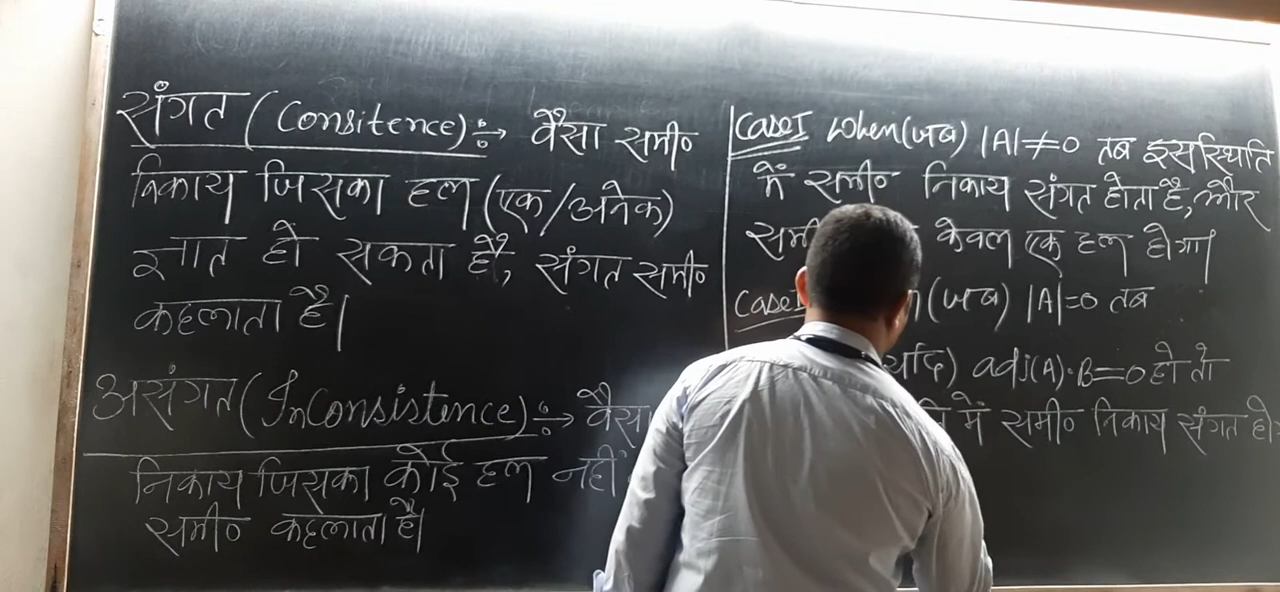 संगत (Consitence) :→ वैसा समी०
निकाय जिसका हल (एक/अनेक)
ज्ञात हो सकता है, संगत समी०
कहलाता है।
असंगत (InConsistence) :→ वैसा
निकाय जिसका कोई हल नहीं
समी० कहलाता है।
Case I When (जब) |A|≠0 तब इस स्थिति
में समी० निकाय संगत होता है, और
समी केवल एक हल होगा।
Case (जब) |A|=0 तब
यदि) adj(A)·B=0 हो तो
में समी० निकाय संगत हो